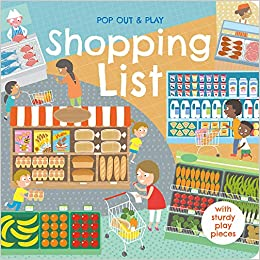 POP OUT & PLAY
Shopping
List
with
sturdy
play
pieces